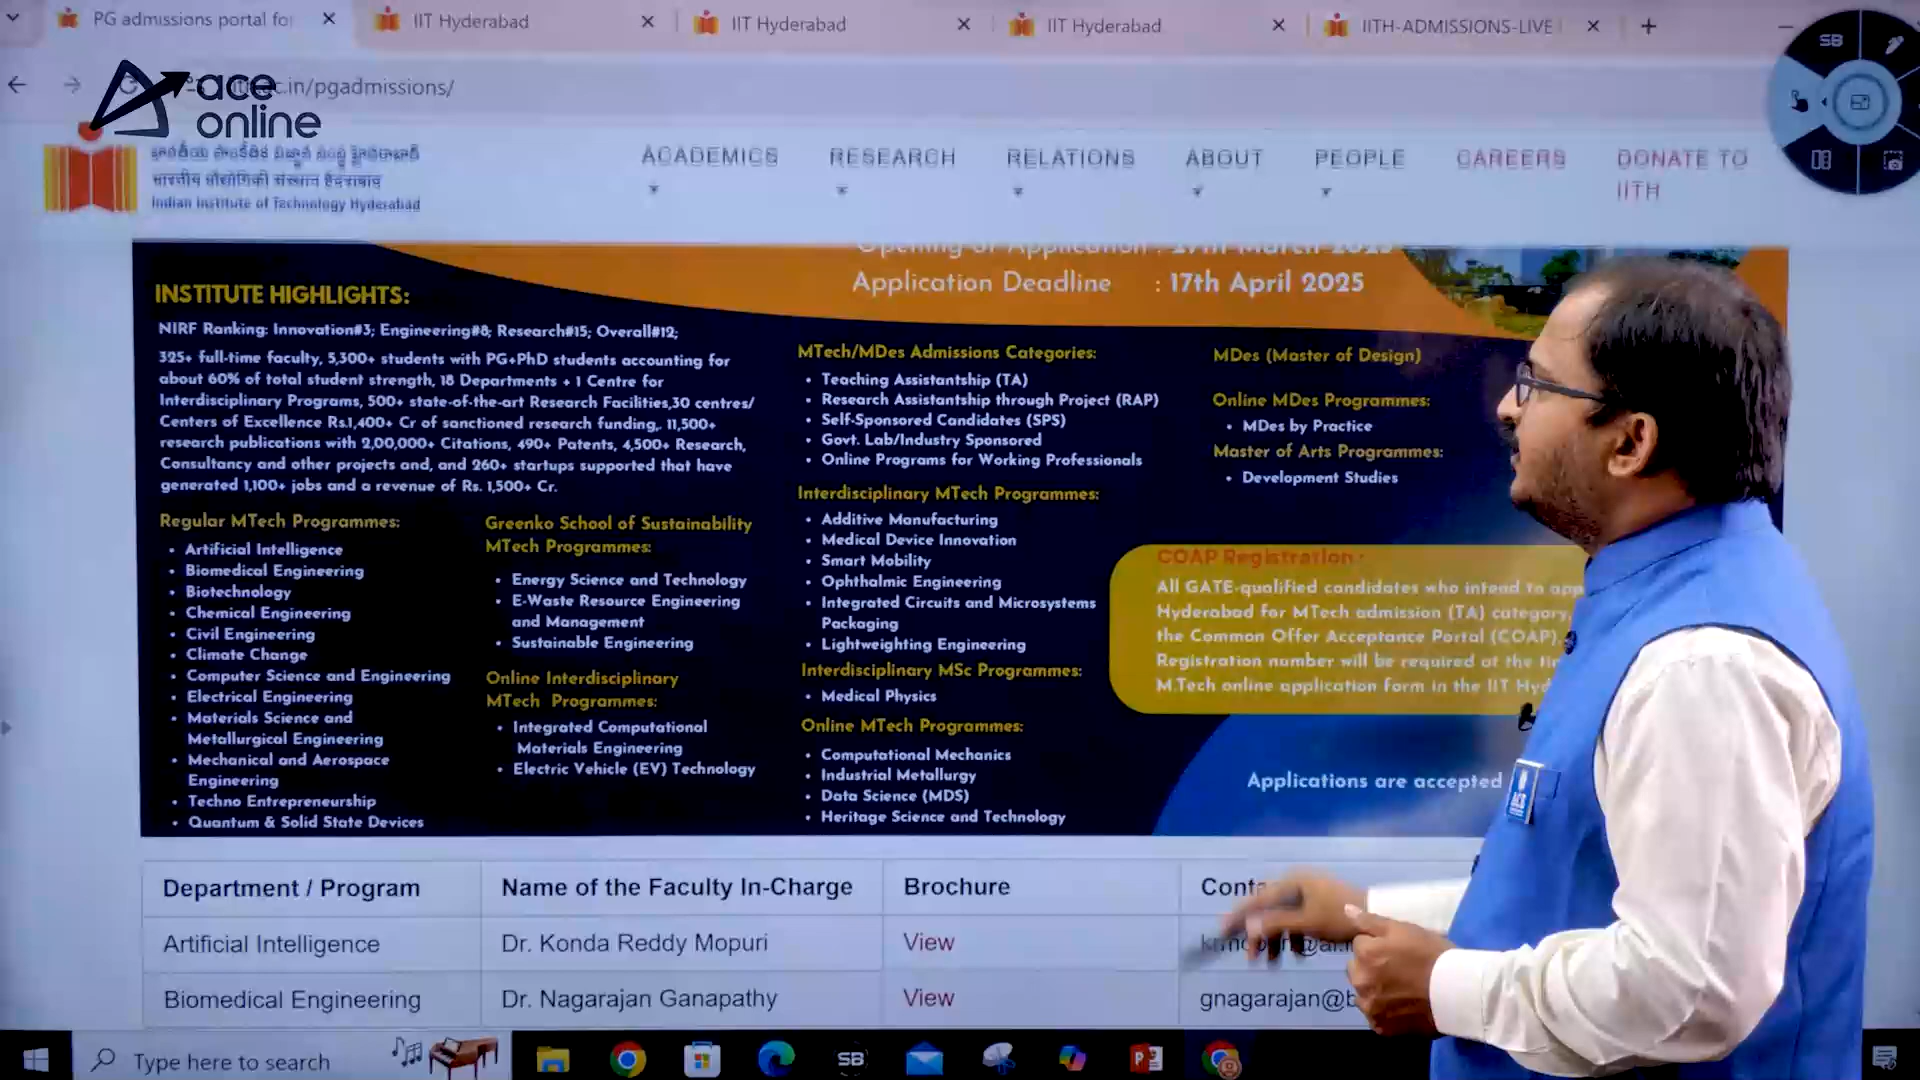 PG admissions portal fo
IIT Hyderabad
IIT Hyderabad
IIT Hyderabad
IITH-ADMISSIONS-LIVE
SB
ace
online
.in/pgadmissions/
भारतीय प्रौद्योगिकी संस्थान हैदराबाद
Indian Institute of Technology Hyderabad
ACADEMICS
RESEARCH
RELATIONS
ABOUT
PEOPLE
CAREERS
DONATE TO
IITH
Opening of Application : 27th March 2025
Application Deadline : 17th April 2025
INSTITUTE HIGHLIGHTS:
NIRF Ranking: Innovation#3; Engineering#8; Research#15; Overall#12;
325+ full-time faculty, 5,300+ students with PG+PhD students accounting for
about 60% of total student strength, 18 Departments + 1 Centre for
Interdisciplinary Programs, 500+ state-of-the-art Research Facilities,30 centres/
Centers of Excellence Rs.1,400+ Cr of sanctioned research funding,. 11,500+
research publications with 2,00,000+ Citations, 490+ Patents, 4,500+ Research,
Consultancy and other projects and, and 260+ startups supported that have
generated 1,100+ jobs and a revenue of Rs. 1,500+ Cr.
Regular MTech Programmes:
• Artificial Intelligence
• Biomedical Engineering
• Biotechnology
• Chemical Engineering
• Civil Engineering
• Climate Change
• Computer Science and Engineering
• Electrical Engineering
• Materials Science and
Metallurgical Engineering
• Mechanical and Aerospace
Engineering
• Techno Entrepreneurship
• Quantum & Solid State Devices
Greenko School of Sustainability
MTech Programmes:
• Energy Science and Technology
• E-Waste Resource Engineering
and Management
• Sustainable Engineering
Online Interdisciplinary
MTech Programmes:
• Integrated Computational
Materials Engineering
• Electric Vehicle (EV) Technology
MTech/MDes Admissions Categories:
• Teaching Assistantship (TA)
• Research Assistantship through Project (RAP)
• Self-Sponsored Candidates (SPS)
• Govt. Lab/Industry Sponsored
• Online Programs for Working Professionals
Interdisciplinary MTech Programmes:
• Additive Manufacturing
• Medical Device Innovation
• Smart Mobility
• Ophthalmic Engineering
• Integrated Circuits and Microsystems
Packaging
• Lightweighting Engineering
Interdisciplinary MSc Programmes:
• Medical Physics
Online MTech Programmes:
• Computational Mechanics
• Industrial Metallurgy
• Data Science (MDS)
• Heritage Science and Technology
MDes (Master of Design)
Online MDes Programmes:
• MDes by Practice
Master of Arts Programmes:
• Development Studies
COAP Registration :
All GATE-qualified candidates who intend to app
Hyderabad for MTech admission (TA) category,
the Common Offer Acceptance Portal (COAP).
Registration number will be required at the tim
M.Tech online application form in the IIT Hyd
Applications are accepted
Department / Program
Name of the Faculty In-Charge
Brochure
Conta
Artificial Intelligence
Dr. Konda Reddy Mopuri
View
Biomedical Engineering
Dr. Nagarajan Ganapathy
View
gnagarajan@b
Type here to search
SB